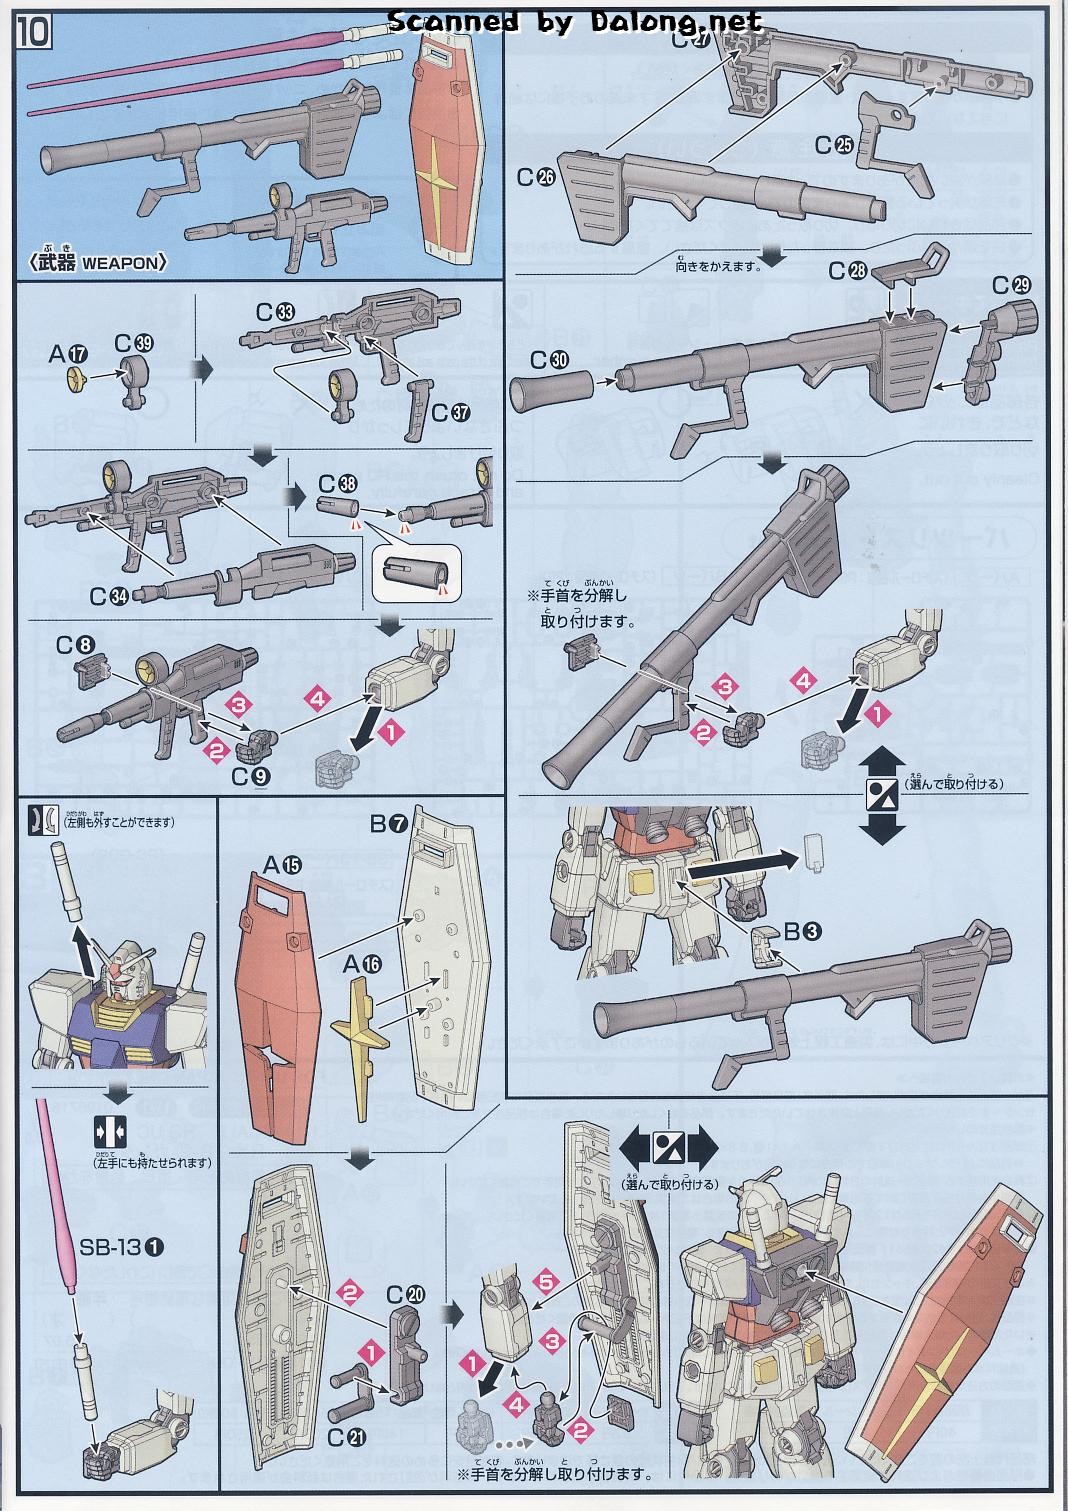 Scanned by Dalong.net
10
〈武器 WEAPON〉
C27
C25
C26
向きをかえます。
C28
C29
C30
A17
C39
C33
C37
C38
C34
C8
3
4
2
1
C9
※手首を分解し
取り付けます。
3
4
2
1
(選んで取り付ける)
B3
(左側も外すことができます)
(左手にも持たせられます)
SB-13 1
B7
A15
A16
2
C20
1
C21
5
3
1
4
2
※手首を分解し取り付けます。
(選んで取り付ける)